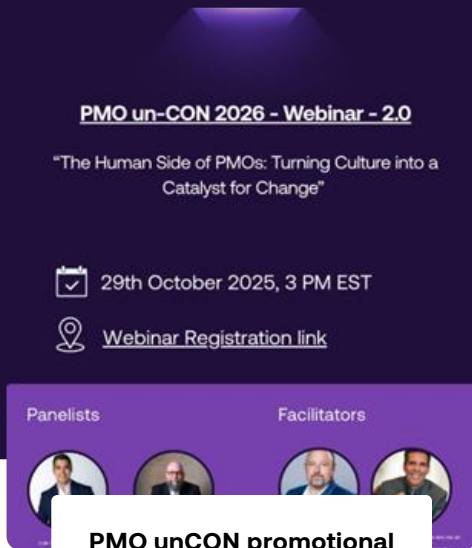 PMO un-CON 2026 - Webinar - 2.0
“The Human Side of PMOs: Turning Culture into a
Catalyst for Change”
29th October 2025, 3 PM EST
Webinar Registration link
Panelists
Facilitators
PMO unCON promotional